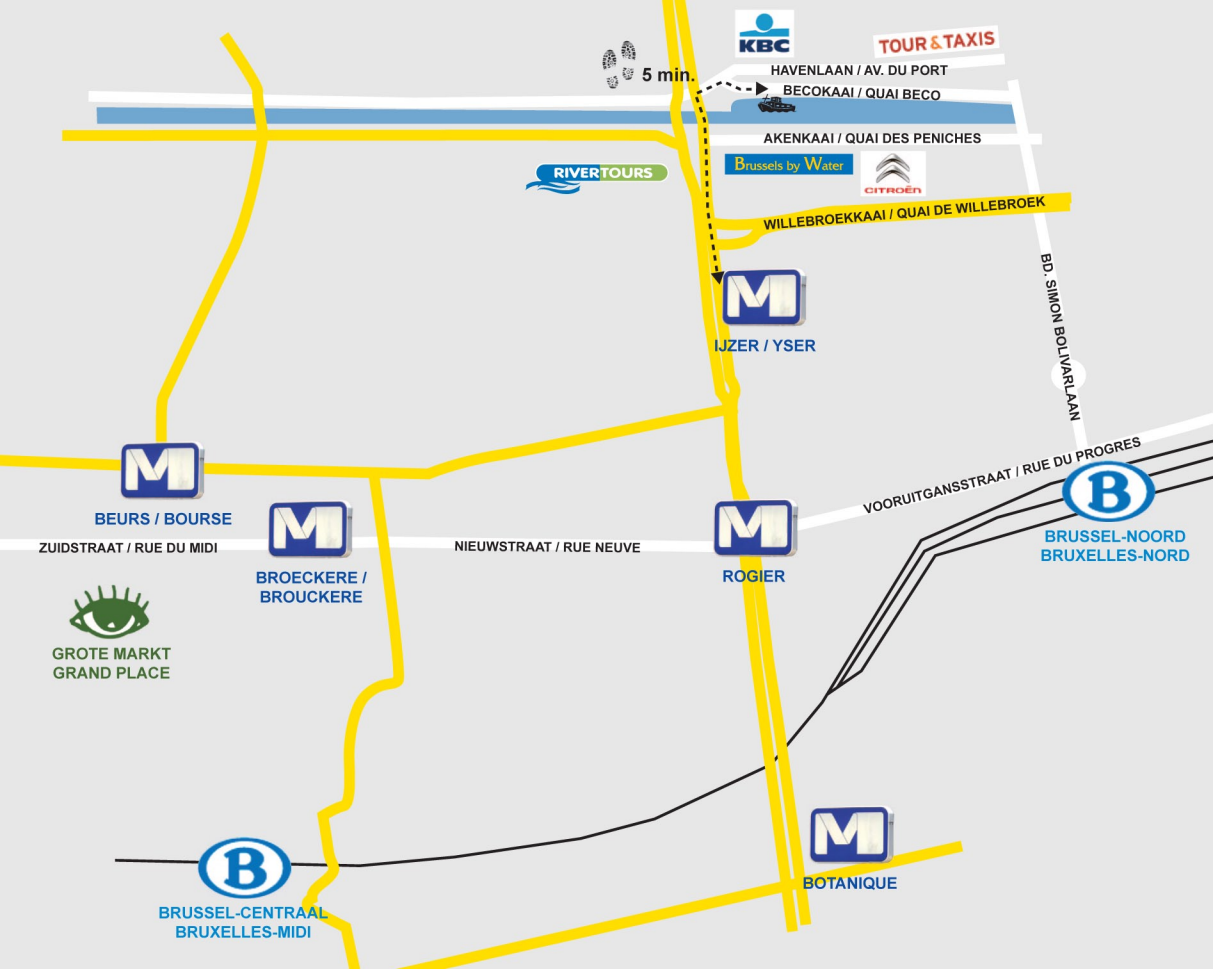 KBC
TOUR & TAXIS
5 min.
HAVENLAAN / AV. DU PORT
BECOKAAI / QUAI BECO
AKENKAAI / QUAI DES PENICHES
RIVERTOURS
Brussels by Water
CITROËN
WILLEBROEKKAAI / QUAI DE WILLEBROEK
BD. SIMON BOLIVARLAAN
M
IJZER / YSER
M
BEURS / BOURSE
VOORUITGANSSTRAAT / RUE DU PROGRES
B
BRUSSEL-NOORD
BRUXELLES-NORD
ZUIDSTRAAT / RUE DU MIDI
M
BROECKERE /
BROUCKERE
NIEUWSTRAAT / RUE NEUVE
M
ROGIER
GROTE MARKT
GRAND PLACE
B
BRUSSEL-CENTRAAL
BRUXELLES-MIDI
M
BOTANIQUE